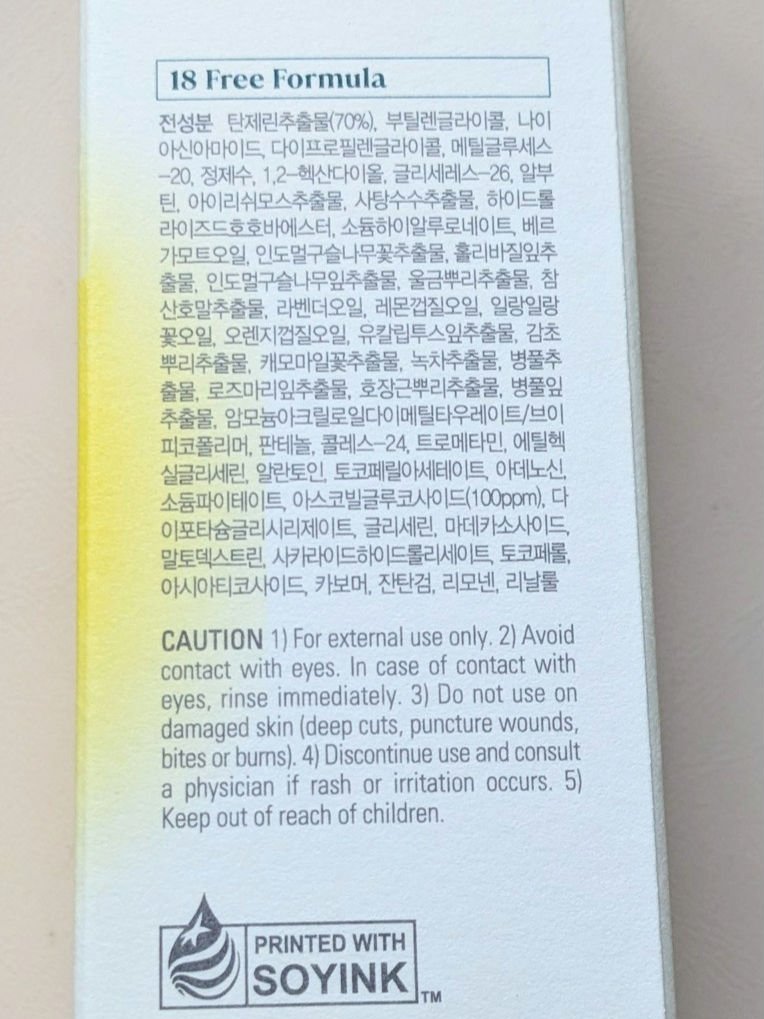 18 Free Formula
전성분 탄제린추출물(70%), 부틸렌글라이콜, 나이
아신아마이드, 다이프로필렌글라이콜, 메틸글루세스
-20, 정제수, 1,2-헥산다이올, 글리세레스-26, 알부
틴, 아이리쉬모스추출물, 사탕수수추출물, 하이드롤
라이즈드호호바에스터, 소듐하이알루로네이트, 베르
가모트오일, 인도멀구슬나무꽃추출물, 홀리바질잎추
출물, 인도멀구슬나무잎추출물, 울금뿌리추출물, 참
산호말추출물, 라벤더오일, 레몬껍질오일, 일랑일랑
꽃오일, 오렌지껍질오일, 유칼립투스잎추출물, 감초
뿌리추출물, 캐모마일꽃추출물, 녹차추출물, 병풀추
출물, 로즈마리잎추출물, 호장근뿌리추출물, 병풀잎
추출물, 암모늄아크릴로일다이메틸타우레이트/브이
피코폴리머, 판테놀, 콜레스-24, 트로메타민, 에틸헥
실글리세린, 알란토인, 토코페릴아세테이트, 아데노신,
소듐파이테이트, 아스코빌글루코사이드(100ppm), 다
이포타슘글리시리제이트, 글리세린, 마데카소사이드,
말토덱스트린, 사카라이드하이드롤리세이트, 토코페롤,
아시아티코사이드, 카보머, 잔탄검, 리모넨, 리날룰
CAUTION 1) For external use only. 2) Avoid
contact with eyes. In case of contact with
eyes, rinse immediately. 3) Do not use on
damaged skin (deep cuts, puncture wounds,
bites or burns). 4) Discontinue use and consult
a physician if rash or irritation occurs. 5)
Keep out of reach of children.
PRINTED WITH
SOYINK TM